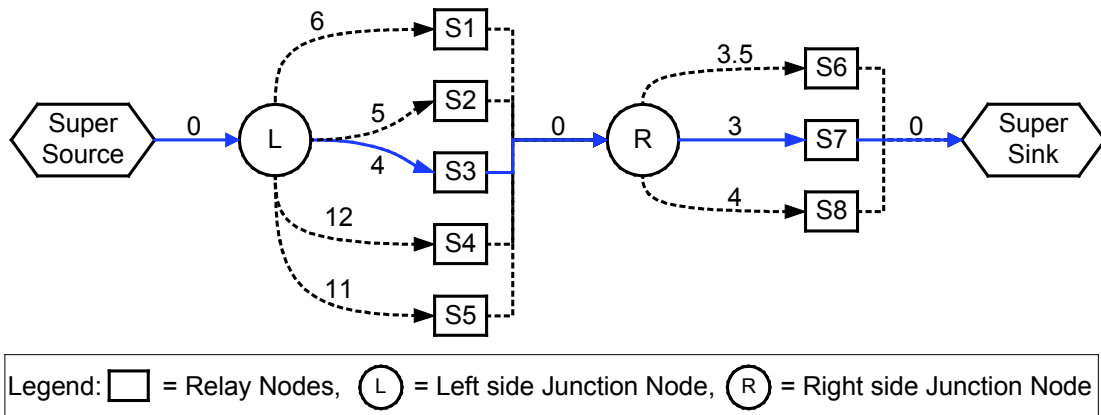 6
S1
3.5
S6
5
S2
Super
Source
0
L
0
R
3
S7
0
Super
Sink
4
S3
4
S8
12
S4
11
S5
Legend: = Relay Nodes, L = Left side Junction Node, R = Right side Junction Node